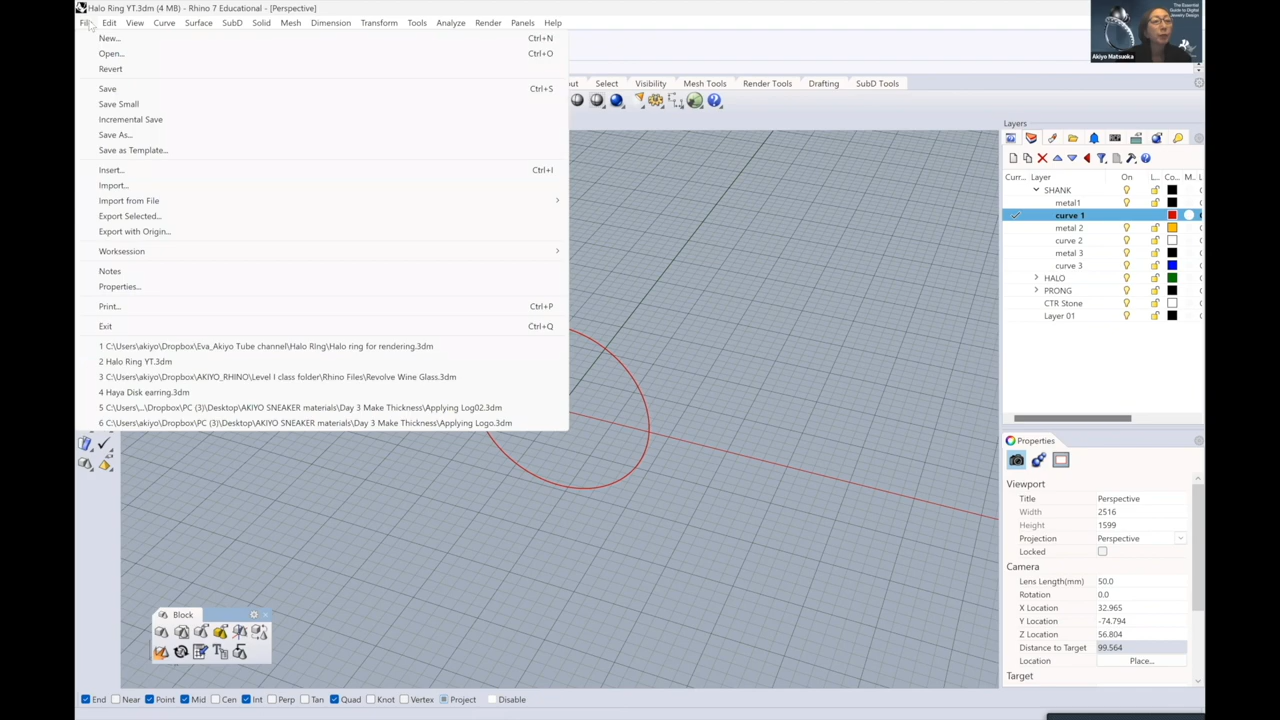 Halo Ring YT.3dm (4 MB) - Rhino 7 Educational - [Perspective]
File Edit View Curve Surface SubD Solid Mesh Dimension Transform Tools Analyze Render Panels Help
The Essential
Guide to Digital
Jewelry Design
Akiyo Matsuoka
New... Ctrl+N
Open... Ctrl+O
Revert
Save Ctrl+S
Save Small
Incremental Save
Save As...
Save as Template...
Insert... Ctrl+I
Import...
Import from File
Export Selected...
Export with Origin...
Worksession
Notes
Properties...
Print... Ctrl+P
Exit Ctrl+Q
1 C:\Users\akiyo\Dropbox\Eva_Akiyo Tube channel\Halo RIng\Halo ring for rendering.3dm
2 Halo Ring YT.3dm
3 C:\Users\akiyo\Dropbox\AKIYO_RHINO\Level I class folder\Rhino Files\Revolve Wine Glass.3dm
4 Haya Disk earring.3dm
5 C:\Users\...\Dropbox\PC (3)\Desktop\AKIYO SNEAKER materials\Day 3 Make Thickness\Applying Log02.3dm
6 C:\Users\akiyo\Dropbox\PC (3)\Desktop\AKIYO SNEAKER materials\Day 3 Make Thickness\Applying Logo.3dm
out Select Visibility Mesh Tools Render Tools Drafting SubD Tools
Layers
Curr... Layer On L... Co... M... L
SHANK
metal1
curve 1
metal 2
curve 2
metal 3
curve 3
HALO
PRONG
CTR Stone
Layer 01
Properties
Viewport
Title Perspective
Width 2516
Height 1599
Projection Perspective
Locked
Camera
Lens Length(mm) 50.0
Rotation 0.0
X Location 32.965
Y Location -74.794
Z Location 56.804
Distance to Target 99.564
Location Place...
Target
Block
End Near Point Mid Cen Int Perp Tan Quad Knot Vertex Project Disable